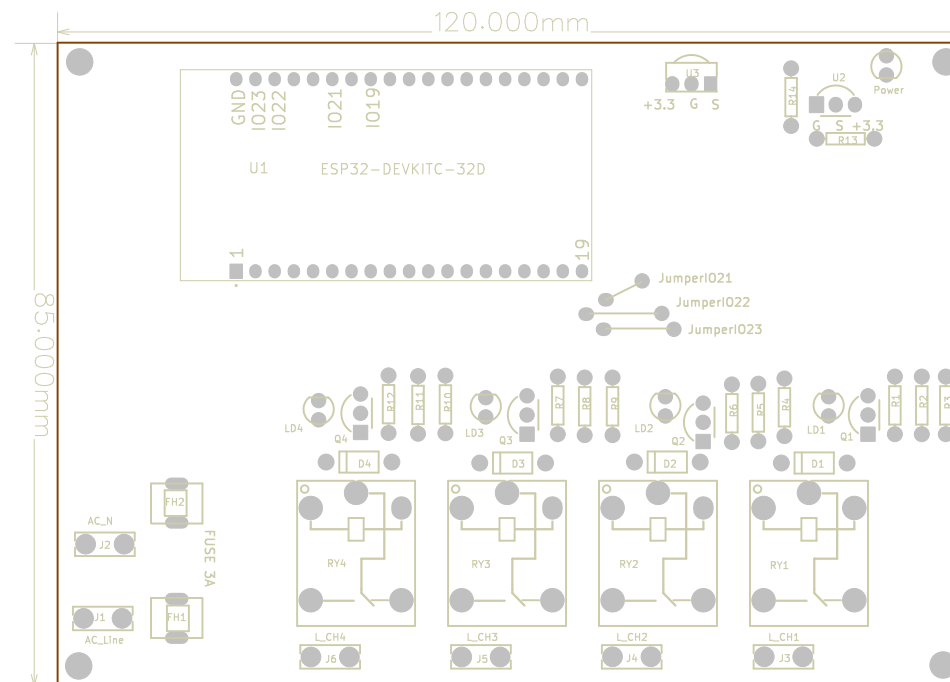 120.000mm
85.000mm
GND
IO23
IO22
IO21
IO19
U1
ESP32-DEVKITC-32D
1
19
U3
+3.3 G S
R14
U2
G S +3.3
R13
Power
JumperIO21
JumperIO22
JumperIO23
LD4
Q4
R12
R11
R10
D4
LD3
Q3
R7
R8
R9
D3
LD2
Q2
R6
R5
R4
D2
LD1
Q1
R1
R2
R3
D1
FH2
AC_N
J2
FUSE 3A
J1
FH1
AC_Line
RY4
RY3
RY2
RY1
L_CH4
J6
L_CH3
J5
L_CH2
J4
L_CH1
J3